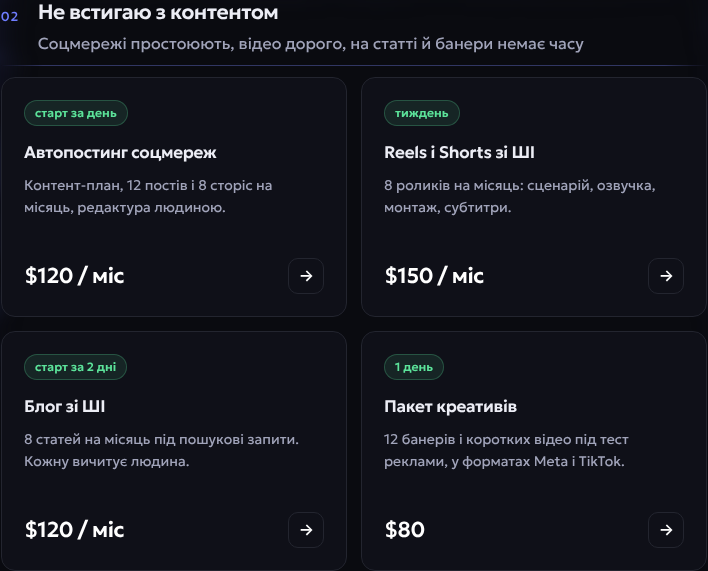 02
Не встигаю з контентом
Соцмережі простоюють, відео дорого, на статті й банери немає часу
старт за день
Автопостинг соцмереж
Контент-план, 12 постів і 8 сторіс на
місяць, редактура людиною.
$120 / міс
→
тиждень
Reels і Shorts зі ШІ
8 роликів на місяць: сценарій, озвучка,
монтаж, субтитри.
$150 / міс
→
старт за 2 дні
Блог зі ШІ
8 статей на місяць під пошукові запити.
Кожну вичитує людина.
$120 / міс
→
1 день
Пакет креативів
12 банерів і коротких відео під тест
реклами, у форматах Meta і TikTok.
$80
→